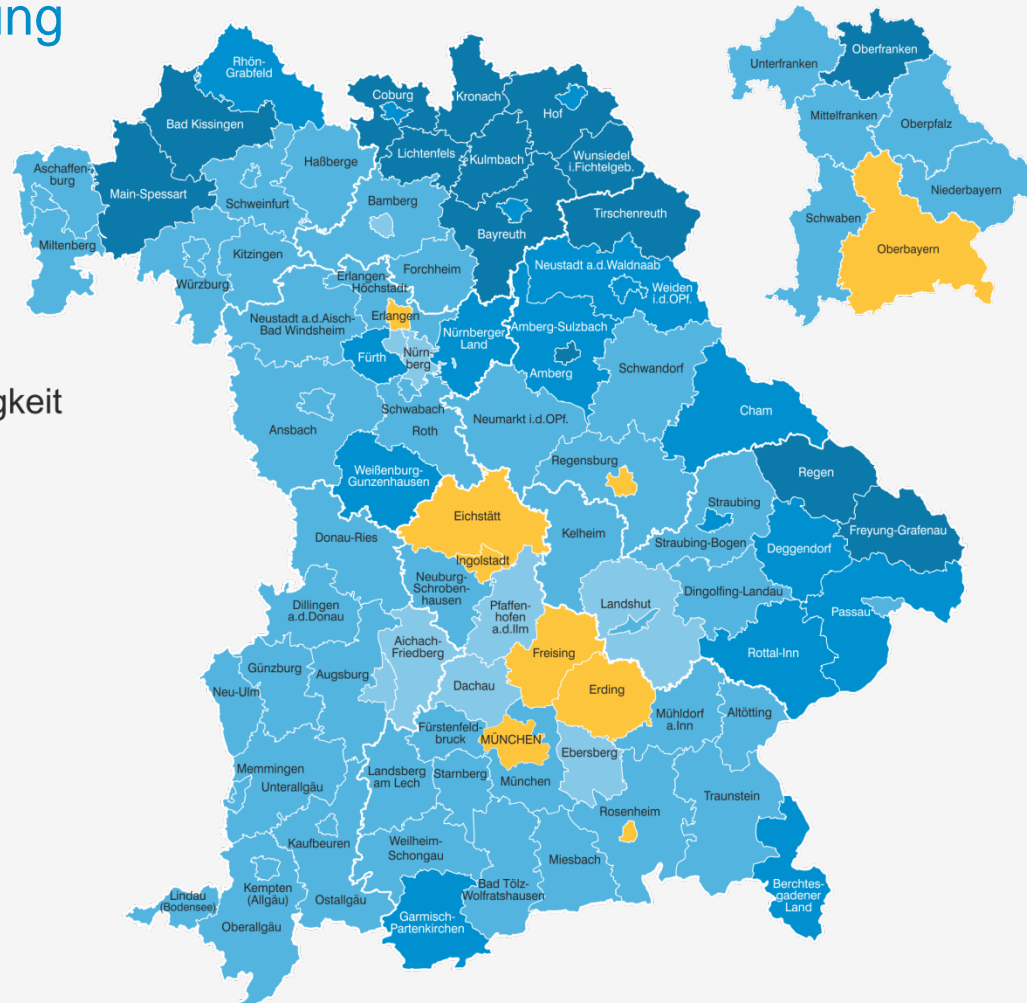 ung
gkeit
Rhön-
Grabfeld
Bad Kissingen
Main-Spessart
Aschaffen-
burg
Miltenberg
Schweinfurt
Haßberge
Würzburg
Kitzingen
Coburg
Kronach
Hof
Lichtenfels
Kulmbach
Wunsiedel
i.Fichtelgeb.
Bamberg
Bayreuth
Forchheim
Tirschenreuth
Erlangen-
Höchstadt
Neustadt a.d.Aisch-
Bad Windsheim
Erlangen
Fürth
Nürn-
berg
Nürnberger
Land
Ansbach
Schwabach
Roth
Weißenburg-
Gunzenhausen
Neustadt a.d.Waldnaab
Weiden
i.d.OPf.
Amberg-Sulzbach
Amberg
Schwandorf
Neumarkt i.d.OPf.
Cham
Regensburg
Regen
Freyung-Grafenau
Straubing
Straubing-Bogen
Deggendorf
Kelheim
Dingolfing-Landau
Passau
Landshut
Rottal-Inn
Eichstätt
Ingolstadt
Neuburg-
Schroben-
hausen
Pfaffen-
hofen
a.d.Ilm
Donau-Ries
Dillingen
a.d.Donau
Aichach-
Friedberg
Günzburg
Augsburg
Neu-Ulm
Dachau
Freising
Erding
Fürstenfeld-
bruck
MÜNCHEN
Ebersberg
Mühldorf
a.Inn
Altötting
Memmingen
Unterallgäu
Landsberg
am Lech
Starnberg
München
Rosenheim
Traunstein
Kaufbeuren
Weilheim-
Schongau
Miesbach
Bad Tölz-
Wolfratshausen
Lindau
(Bodensee)
Kempten
(Allgäu)
Ostallgäu
Oberallgäu
Garmisch-
Partenkirchen
Berchtes-
gadener
Land
Unterfranken
Oberfranken
Mittelfranken
Oberpfalz
Niederbayern
Schwaben
Oberbayern